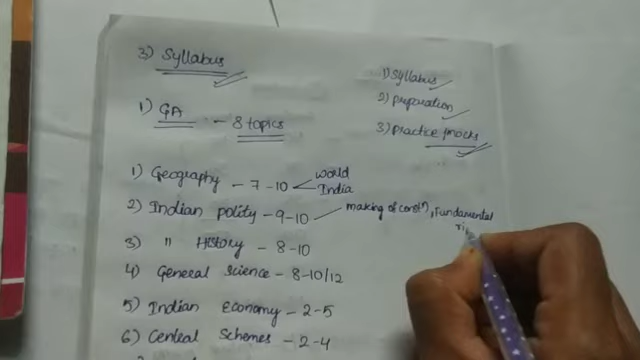 3) Syllabus
1) Syllabus
2) Preparation
3) Practice mocks
1) GA - 8 topics
1) Geography - 7-10 < World
India
2) Indian polity - 9-10 - making of constn, Fundamental
3) " History - 8-10
4) General science - 8-10/12
5) Indian Economy - 2-5
6) Central Schemes - 2-4